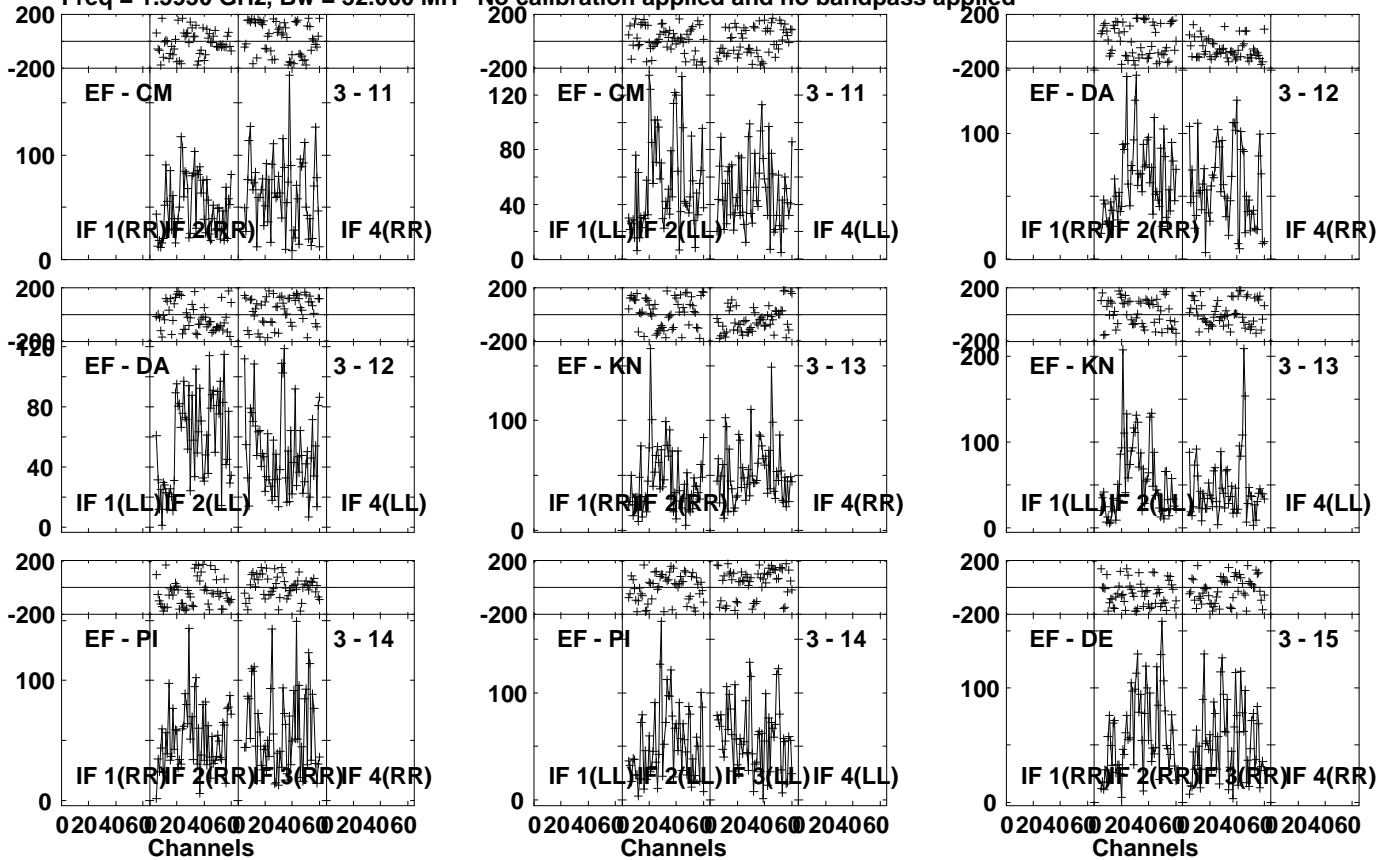 Freq = 1.5950 GHz, Bw = 32.000 MH No calibration applied and no bandpass applied
200 200 200
-200 -200 -200
EF - CM 3 - 11 EF - CM 3 - 11 EF - DA 3 - 12
120
100 80 100
40
IF 1(RR) IF 2(RR) IF 4(RR) IF 1(LL) IF 2(LL) IF 4(LL) IF 1(RR) IF 2(RR) IF 4(RR)
0 0 0
200 200 200
-200 -200 -200
120 200
EF - DA 3 - 12 EF - KN 3 - 13 EF - KN 3 - 13
80 100 100
40
IF 1(LL) IF 2(LL) IF 4(LL) IF 1(RR) IF 2(RR) IF 4(RR) IF 1(LL) IF 2(LL) IF 4(LL)
0 0 0
200 200 200
-200 -200 -200
EF - PI 3 - 14 EF - PI 3 - 14 EF - DE 3 - 15
100 100 100
IF 1(RR) IF 2(RR) IF 3(RR) IF 4(RR) IF 1(LL) IF 2(LL) IF 3(LL) IF 4(LL) IF 1(RR) IF 2(RR) IF 3(RR) IF 4(RR)
0 0 0
0 20 40 60 0 20 40 60 0 20 40 60 0 20 40 60 0 20 40 60 0 20 40 60 0 20 40 60 0 20 40 60 0 20 40 60 0 20 40 60 0 20 40 60 0 20 40 60
Channels Channels Channels